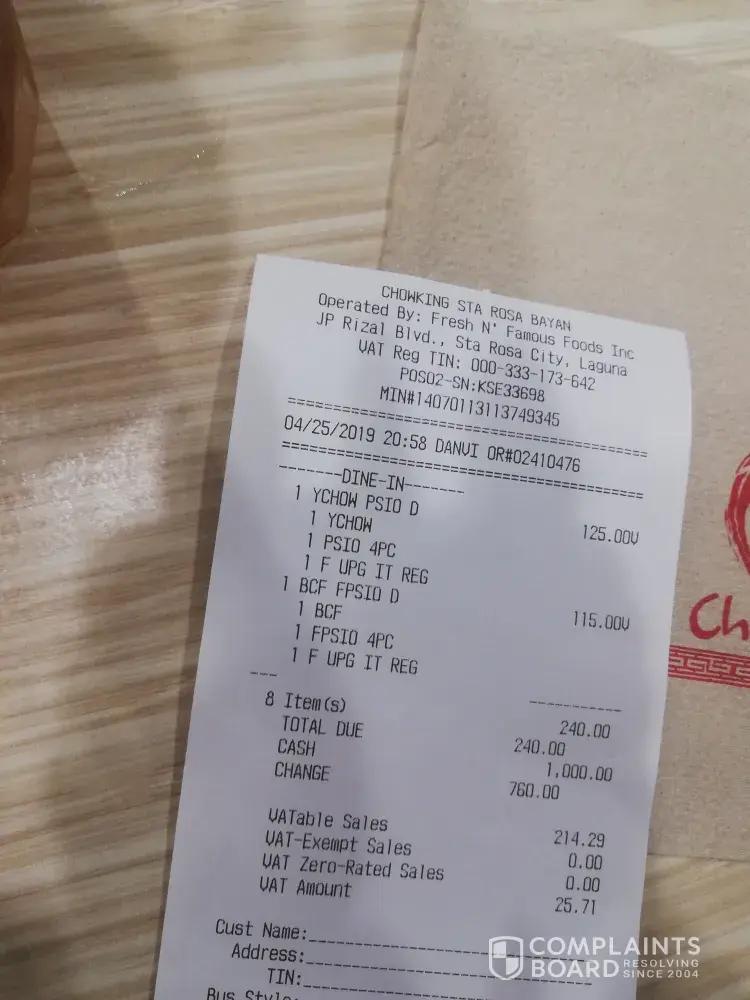 CHOWKING STA ROSA BAYAN
Operated By: Fresh N' Famous Foods Inc
JP Rizal Blvd., Sta Rosa City, Laguna
VAT Reg TIN: 000-333-173-642
POS02-SN:KSE33698
MIN#14070113113749345
================================================
04/25/2019 20:58 DANVI OR#02410476
================================================
--------DINE-IN-------
1 YCHOW PSIO D 125.00V
1 YCHOW
1 PSIO 4PC
1 F UPG IT REG
1 BCF FPSIO D 115.00V
1 BCF
1 FPSIO 4PC
1 F UPG IT REG
--- ------------
8 Item(s) 240.00
TOTAL DUE 240.00
CASH 1,000.00
CHANGE 760.00
VATable Sales 214.29
VAT-Exempt Sales 0.00
VAT Zero-Rated Sales 0.00
VAT Amount 25.71
Cust Name:
Address:
TIN:
Bus Style:
Ch
COMPLAINTS
BOARD RESOLVING SINCE 2004